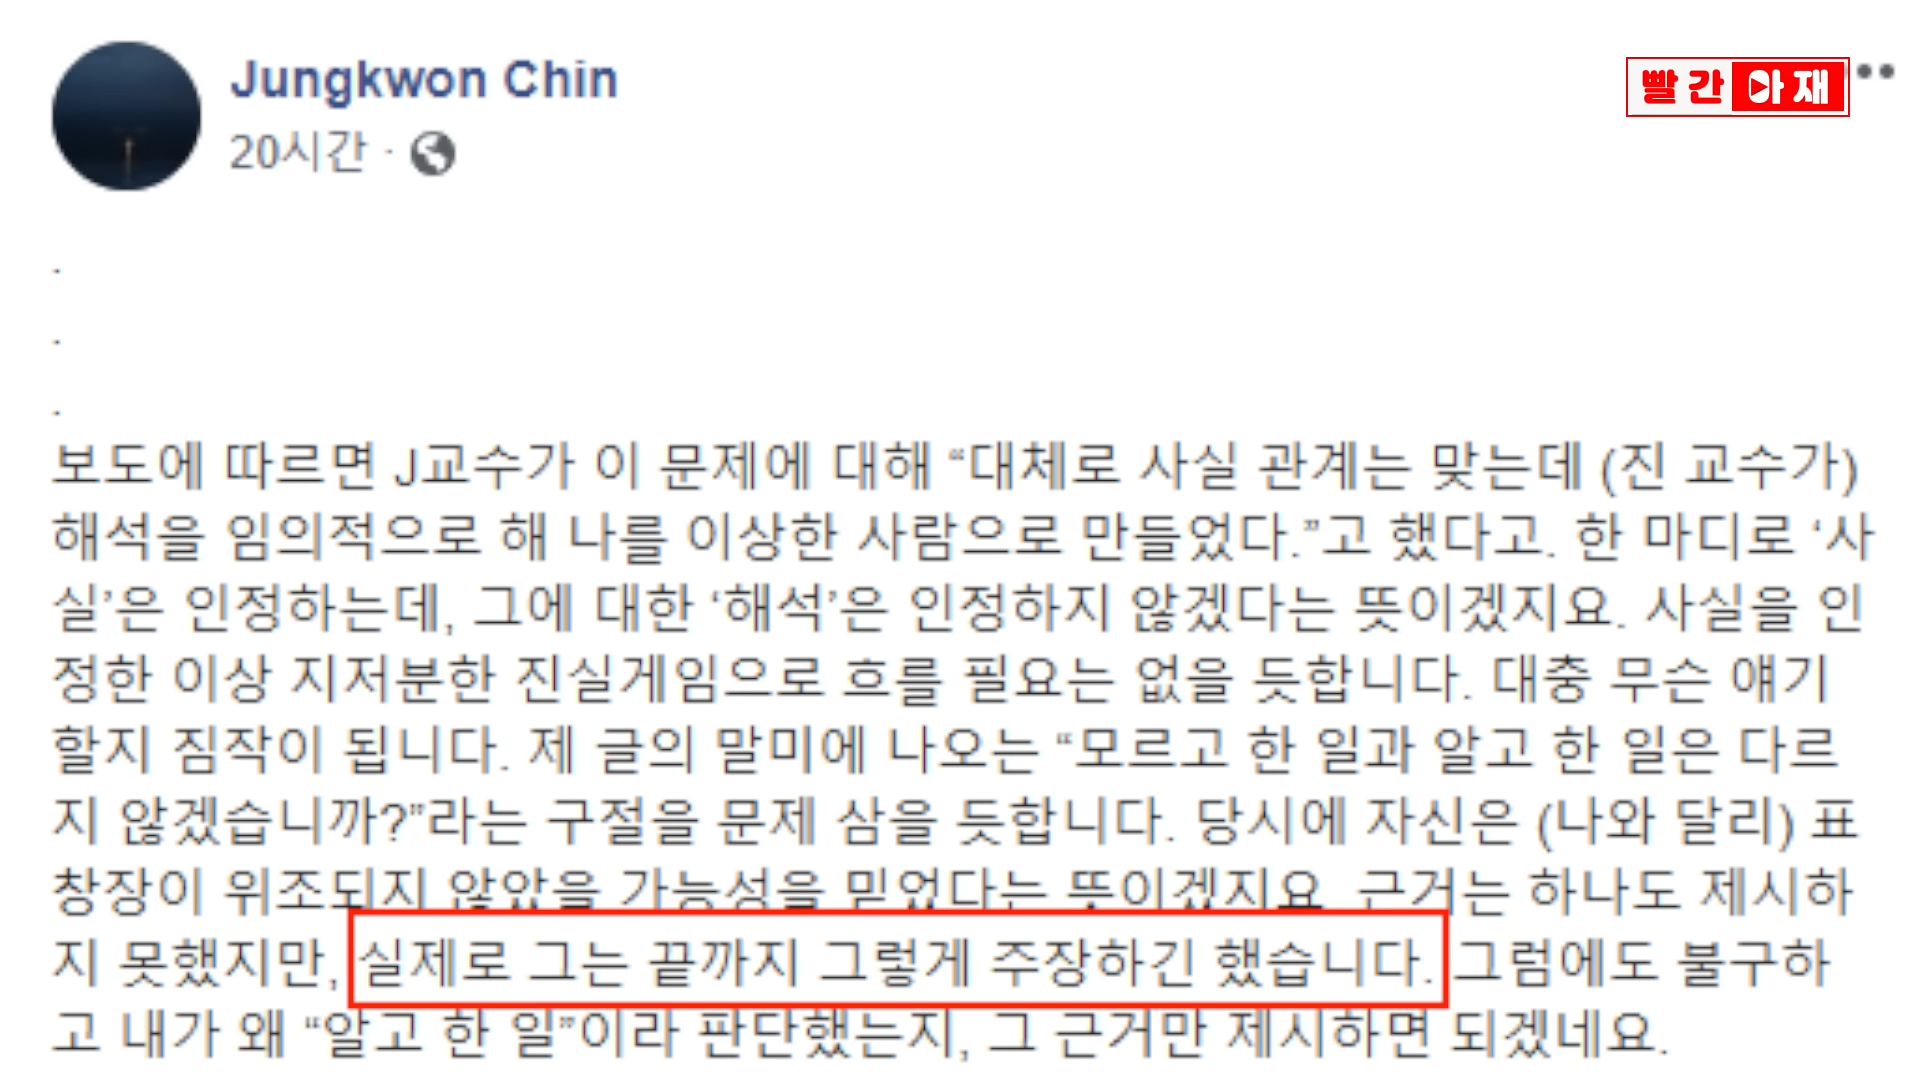 Jungkwon Chin
빨간아재
20시간 ·
.
.
.
보도에 따르면 J교수가 이 문제에 대해 “대체로 사실 관계는 맞는데 (진 교수가)
해석을 임의적으로 해 나를 이상한 사람으로 만들었다.”고 했다고. 한 마디로 ‘사
실’은 인정하는데, 그에 대한 ‘해석’은 인정하지 않겠다는 뜻이겠지요. 사실을 인
정한 이상 지저분한 진실게임으로 흐를 필요는 없을 듯합니다. 대충 무슨 얘기
할지 짐작이 됩니다. 제 글의 말미에 나오는 “모르고 한 일과 알고 한 일은 다르
지 않겠습니까?”라는 구절을 문제 삼을 듯합니다. 당시에 자신은 (나와 달리) 표
창장이 위조되지 않았을 가능성을 믿었다는 뜻이겠지요. 근거는 하나도 제시하
지 못했지만, 실제로 그는 끝까지 그렇게 주장하긴 했습니다. 그럼에도 불구하
고 내가 왜 “알고 한 일”이라 판단했는지, 그 근거만 제시하면 되겠네요.